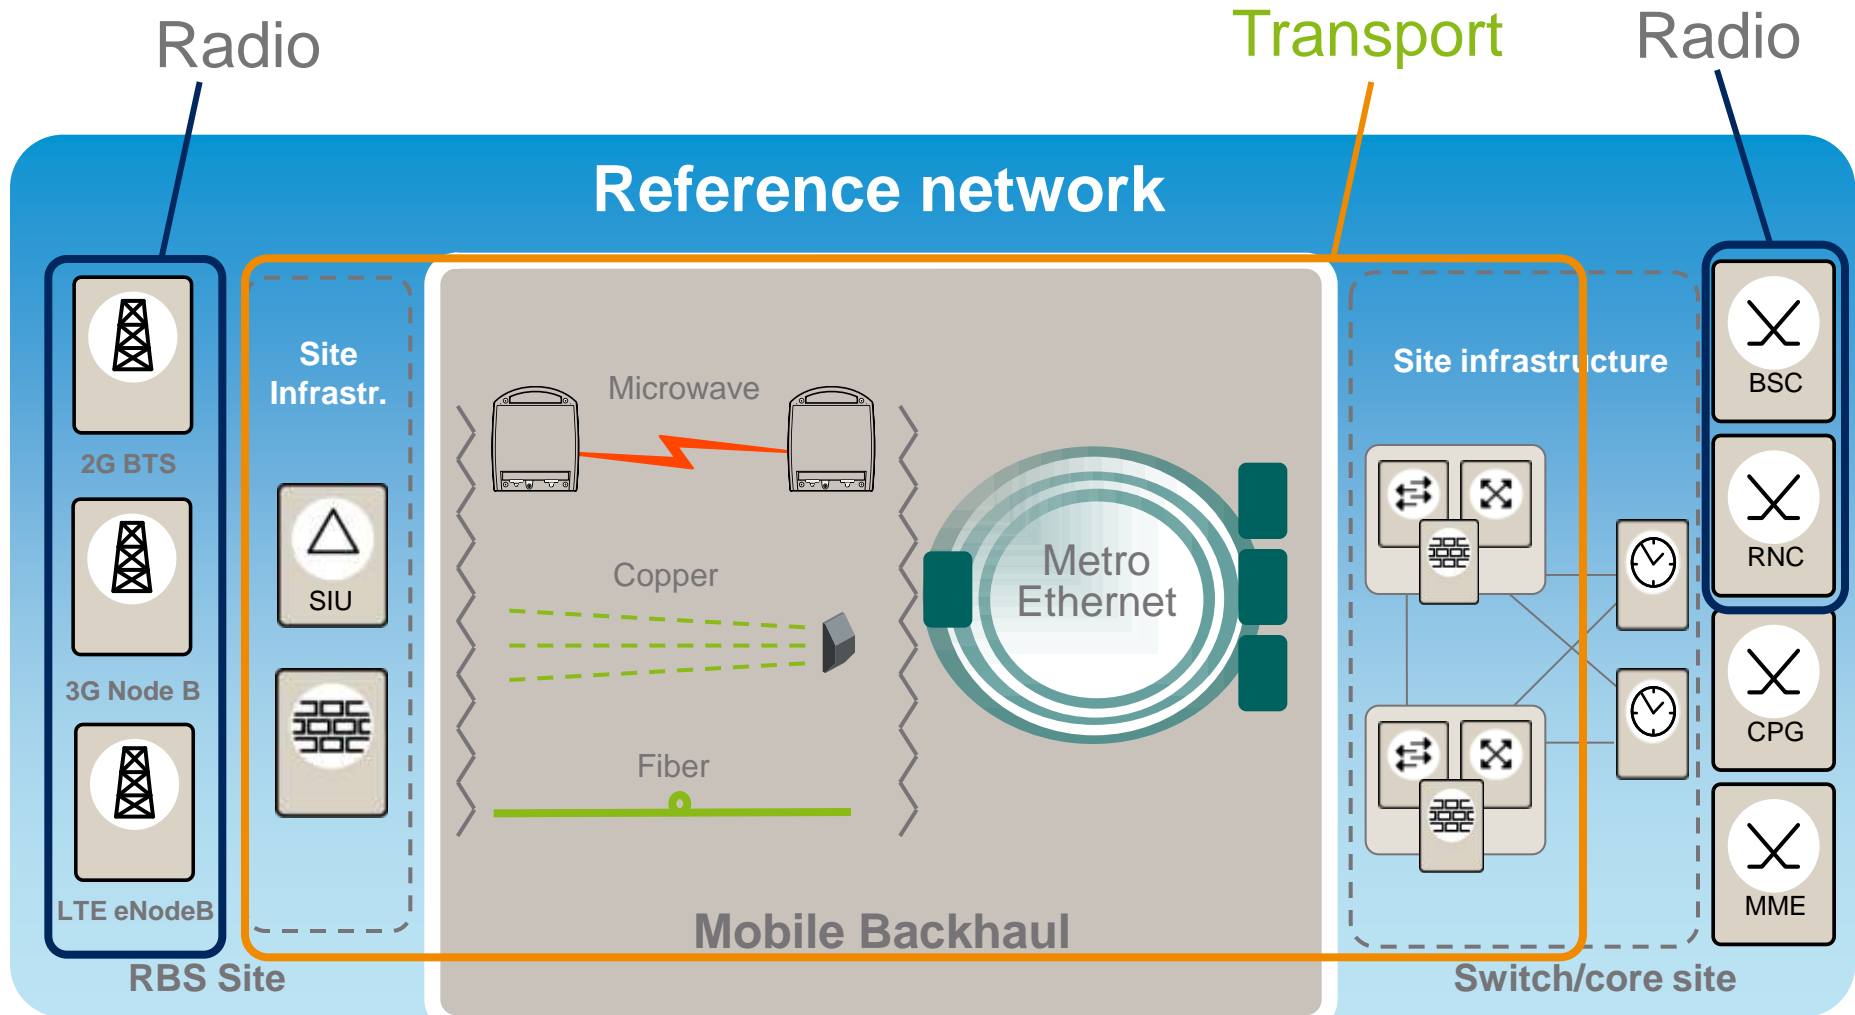 Radio
Transport
Radio
Reference network
Site
Infrastr.
2G BTS
3G Node B
LTE eNodeB
SIU
Microwave
Copper
Fiber
Metro
Ethernet
Mobile Backhaul
Site infrastructure
BSC
RNC
CPG
MME
RBS Site
Switch/core site